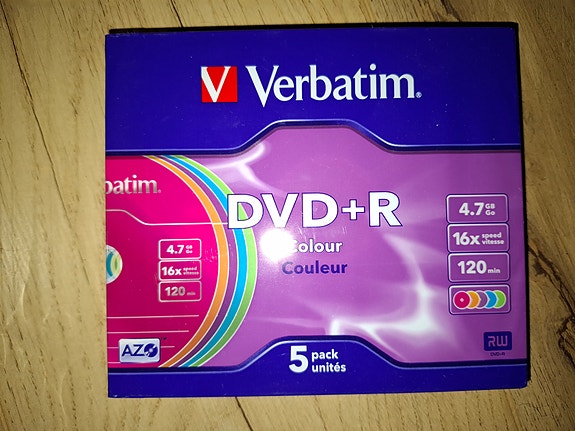 Verbatim®
DVD+R
Colour
Couleur
4.7 GB Go
16x speed vitesse
120 min
batim.
4.7 GB Go
16x speed vitesse
120 min
AZO
5 pack unités
RW
DVD+R